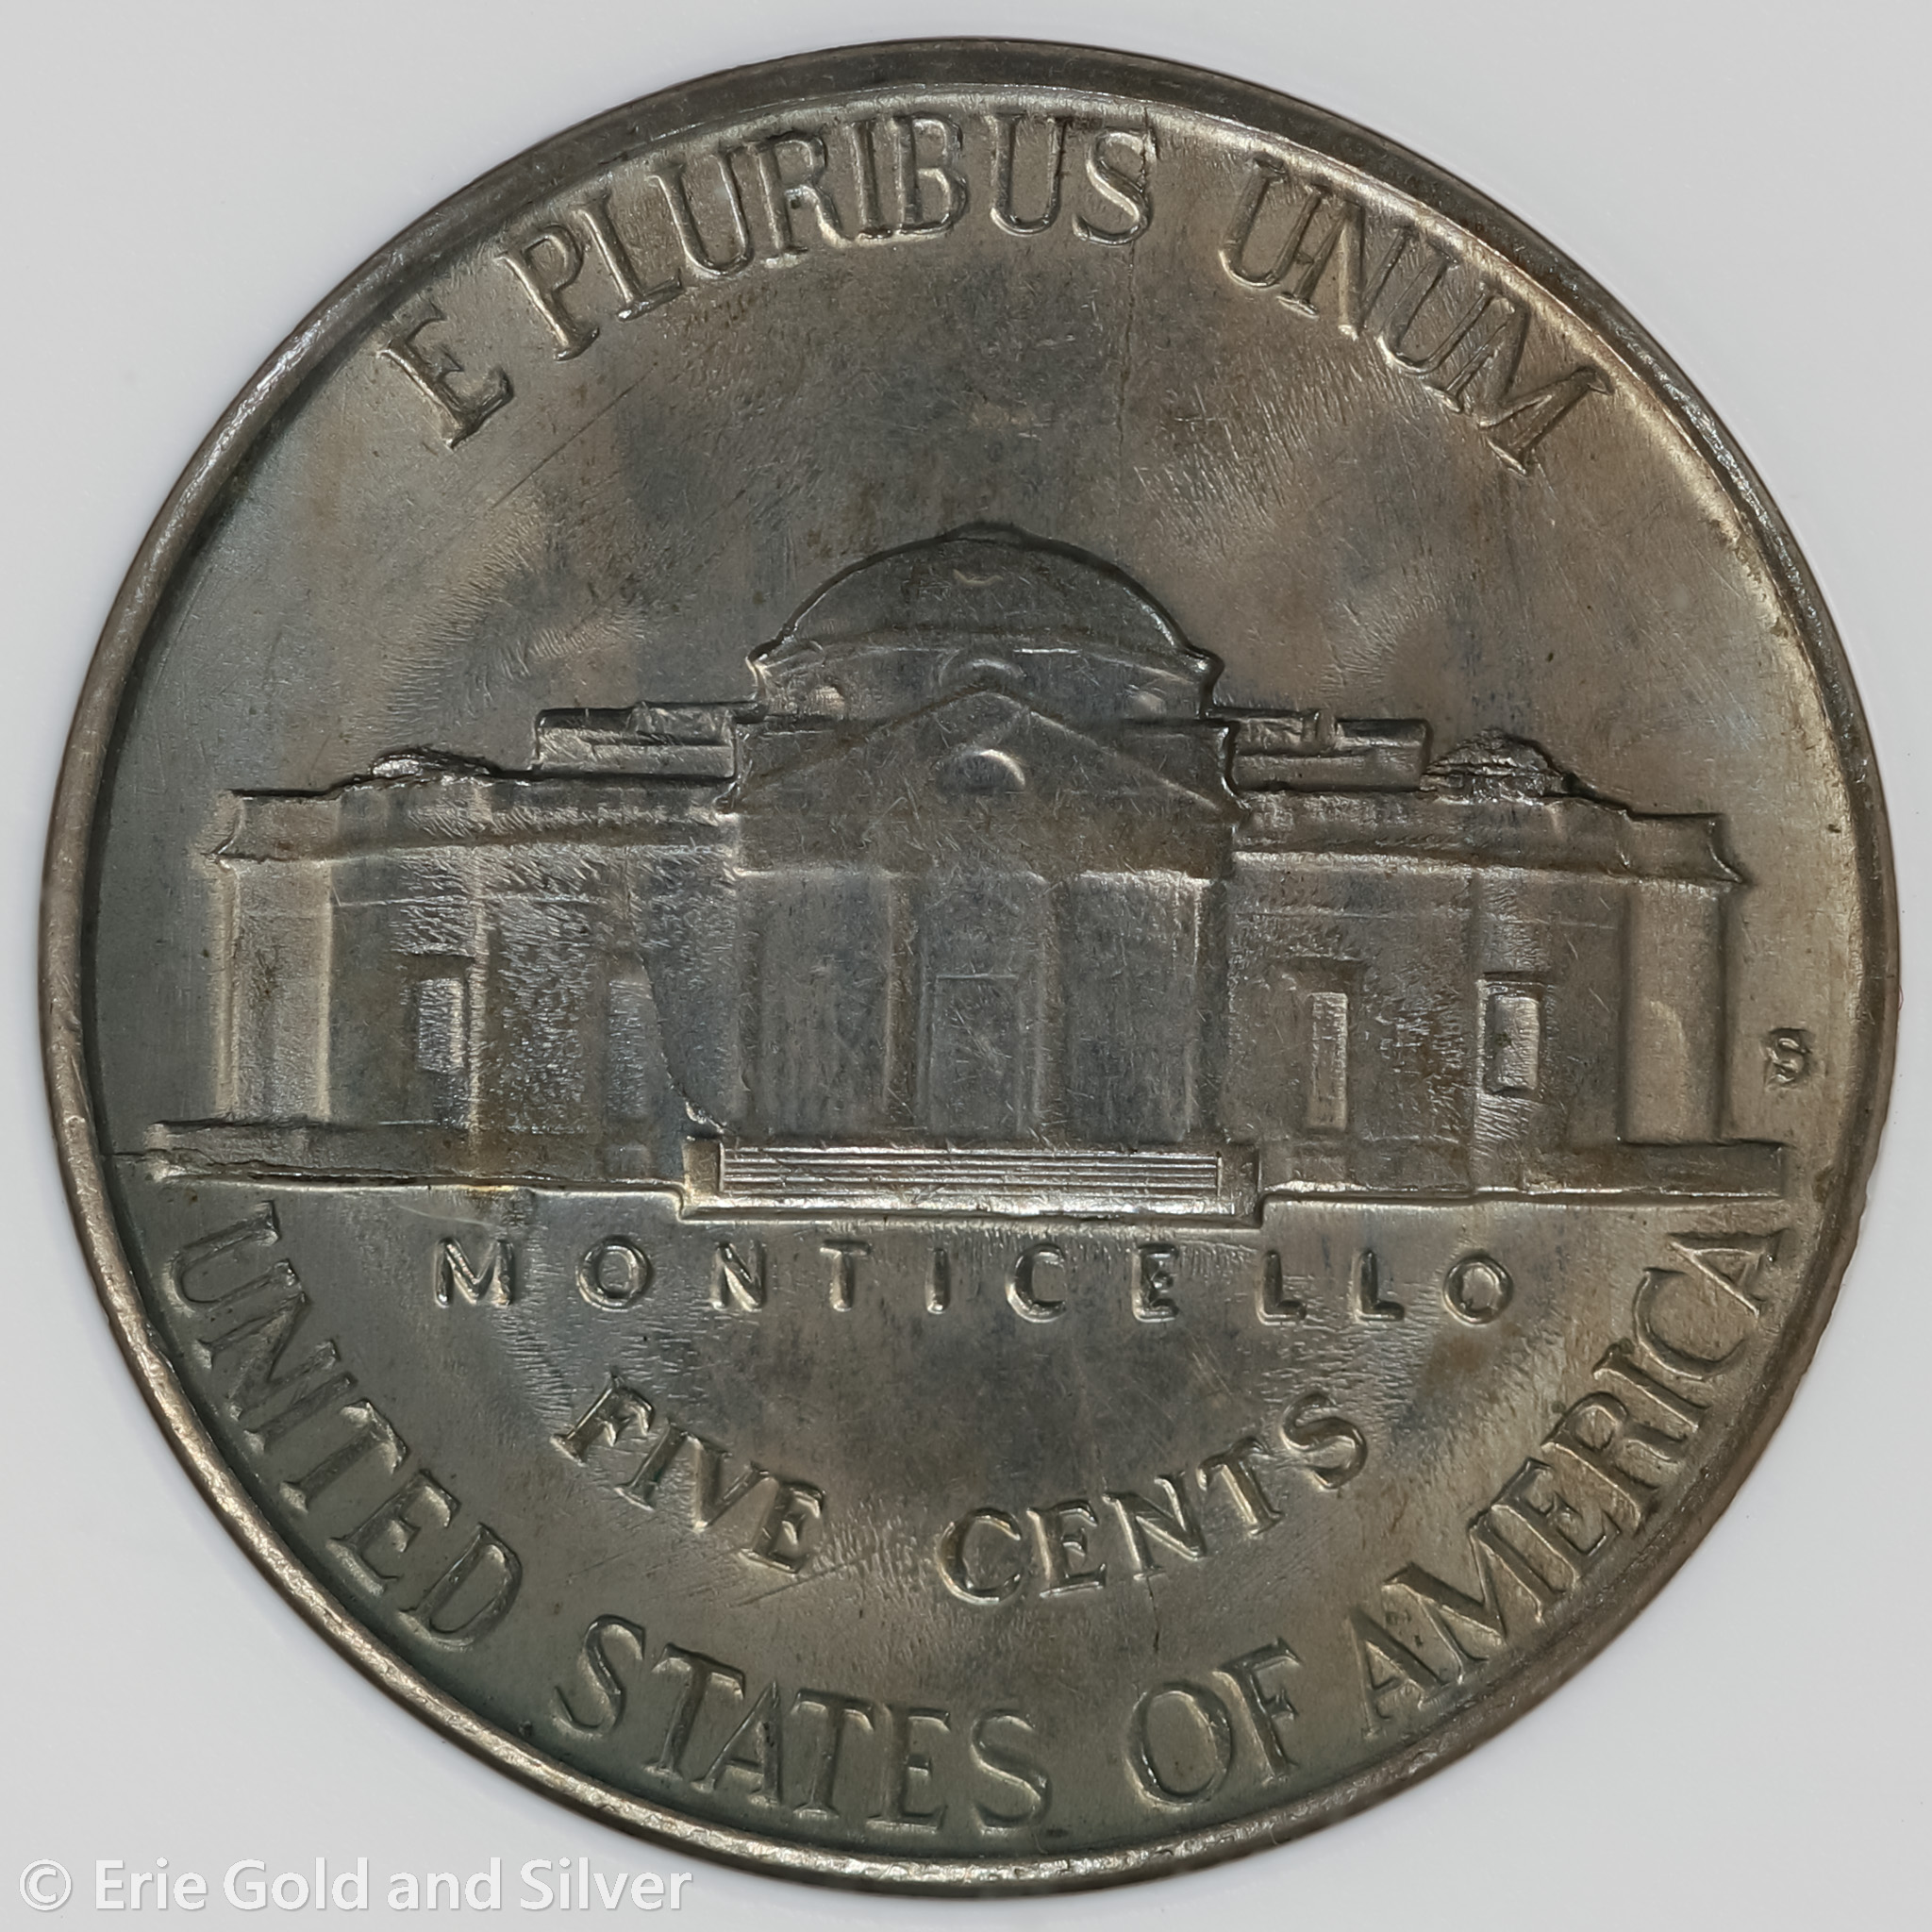 E PLURIBUS UNUM
S
MONTICELLO
FIVE CENTS
UNITED STATES OF AMERICA
© Erie Gold and Silver